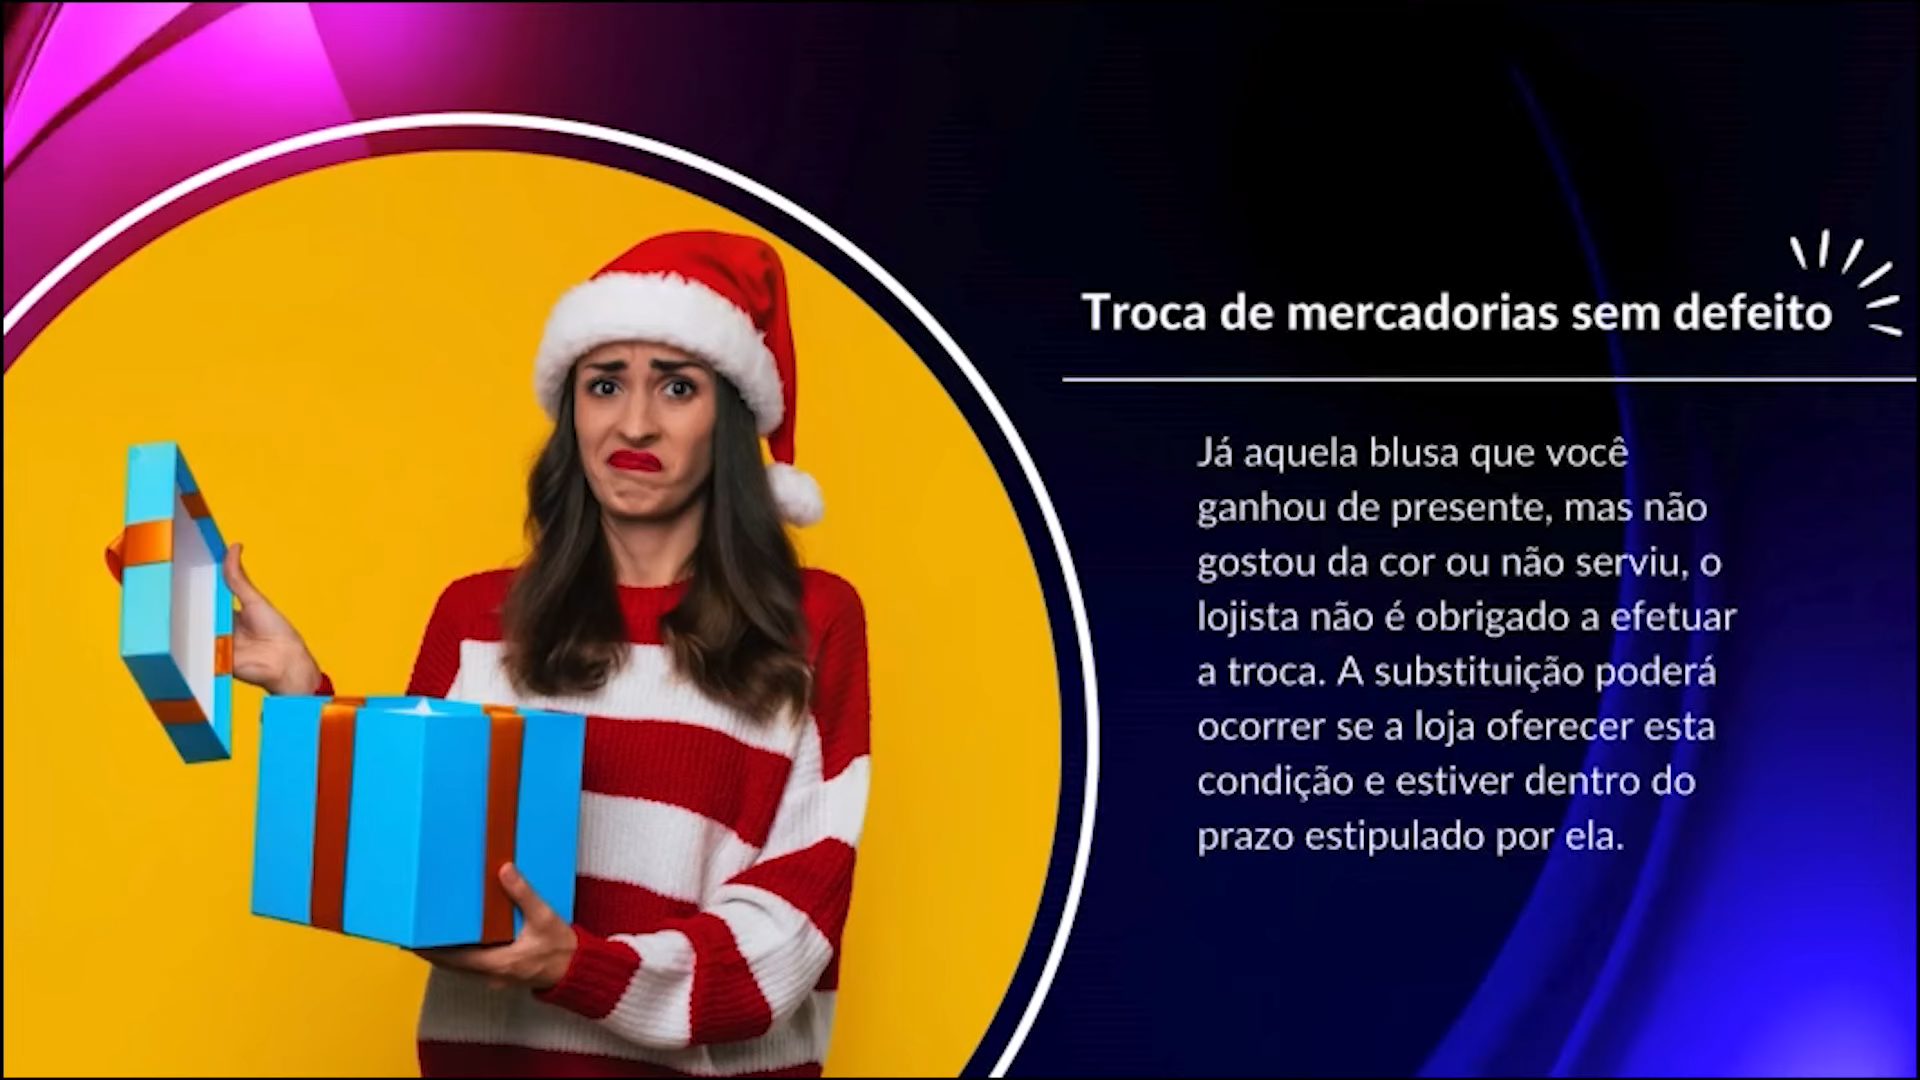 Troca de mercadorias sem defeito
Já aquela blusa que você
ganhou de presente, mas não
gostou da cor ou não serviu, o
lojista não é obrigado a efetuar
a troca. A substituição poderá
ocorrer se a loja oferecer esta
condição e estiver dentro do
prazo estipulado por ela.